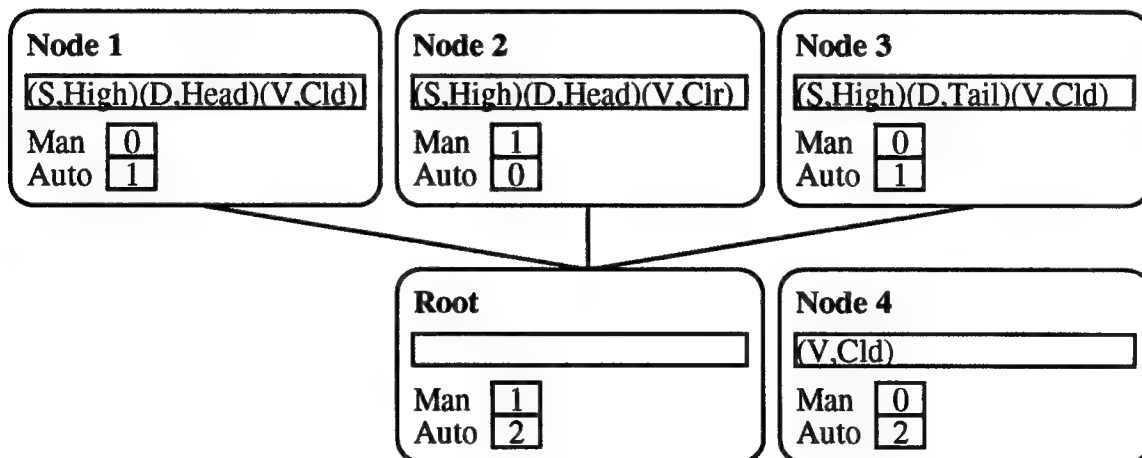 Node 1
(S,High)(D,Head)(V,Cld)
Man 0
Auto 1
Node 2
(S,High)(D,Head)(V,Clr)
Man 1
Auto 0
Node 3
(S,High)(D,Tail)(V,Cld)
Man 0
Auto 1
Root
Man 1
Auto 2
Node 4
(V,Cld)
Man 0
Auto 2